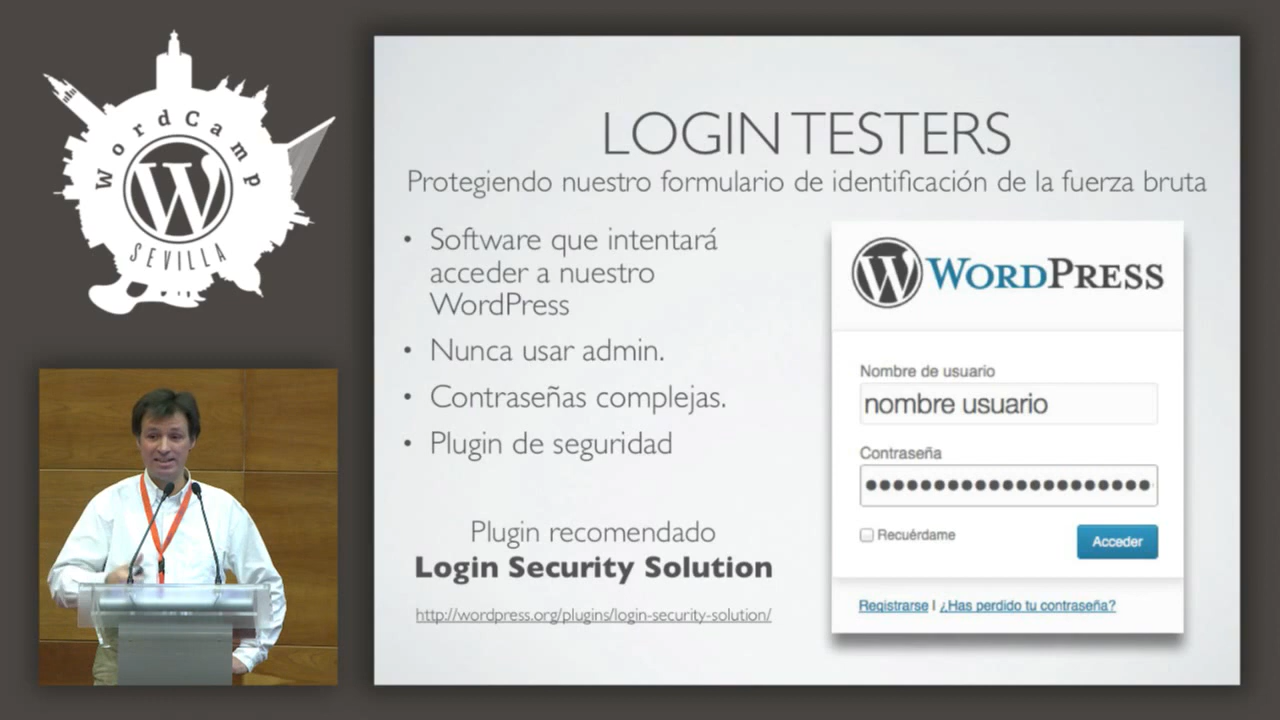 WordCamp
SEVILLA
LOGIN TESTERS
Protegiendo nuestro formulario de identificación de la fuerza bruta
• Software que intentará
acceder a nuestro
WordPress
• Nunca usar admin.
• Contraseñas complejas.
• Plugin de seguridad
Plugin recomendado
Login Security Solution
http://wordpress.org/plugins/login-security-solution/
WORDPRESS
Nombre de usuario
nombre usuario
Contraseña
Recuérdame
Acceder
Registrarse | ¿Has perdido tu contraseña?